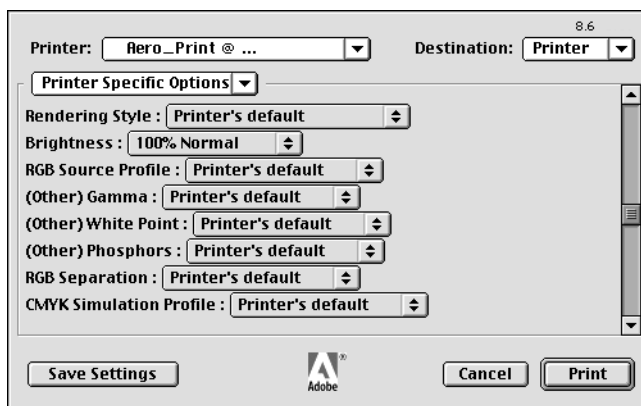 8.6
Printer: Aero_Print @ ... Destination: Printer
Printer Specific Options
Rendering Style : Printer's default
Brightness : 100% Normal
RGB Source Profile : Printer's default
(Other) Gamma : Printer's default
(Other) White Point : Printer's default
(Other) Phosphors : Printer's default
RGB Separation : Printer's default
CMYK Simulation Profile : Printer's default
Save Settings Adobe® Cancel Print